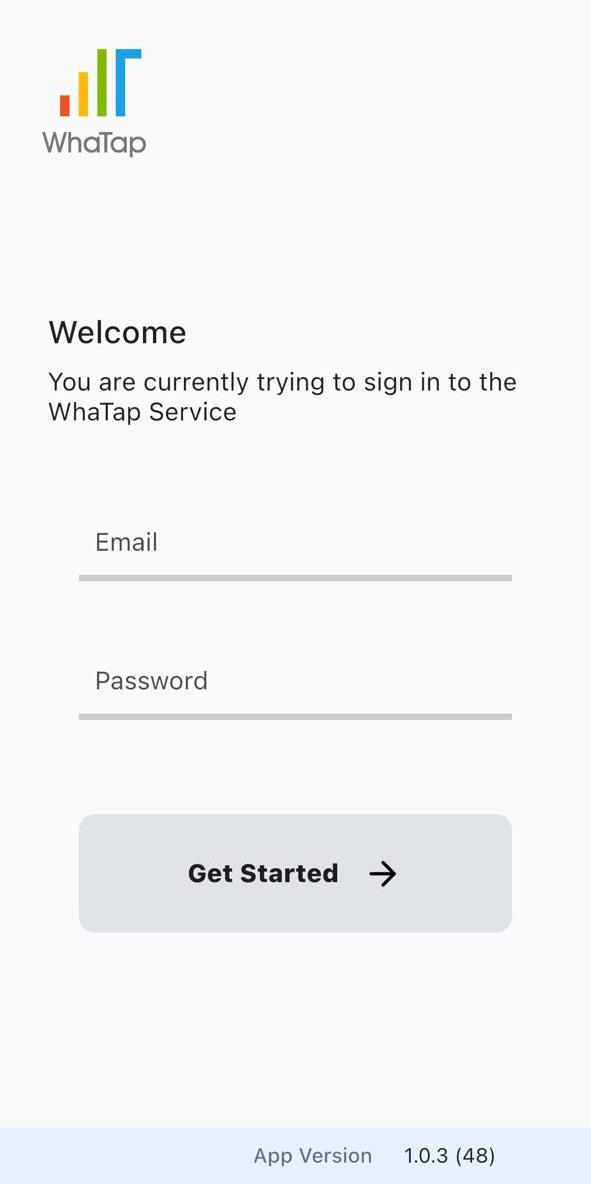 WhaTap
Welcome
You are currently trying to sign in to the
WhaTap Service
Email
Password
Get Started
App Version 1.0.3 (48)